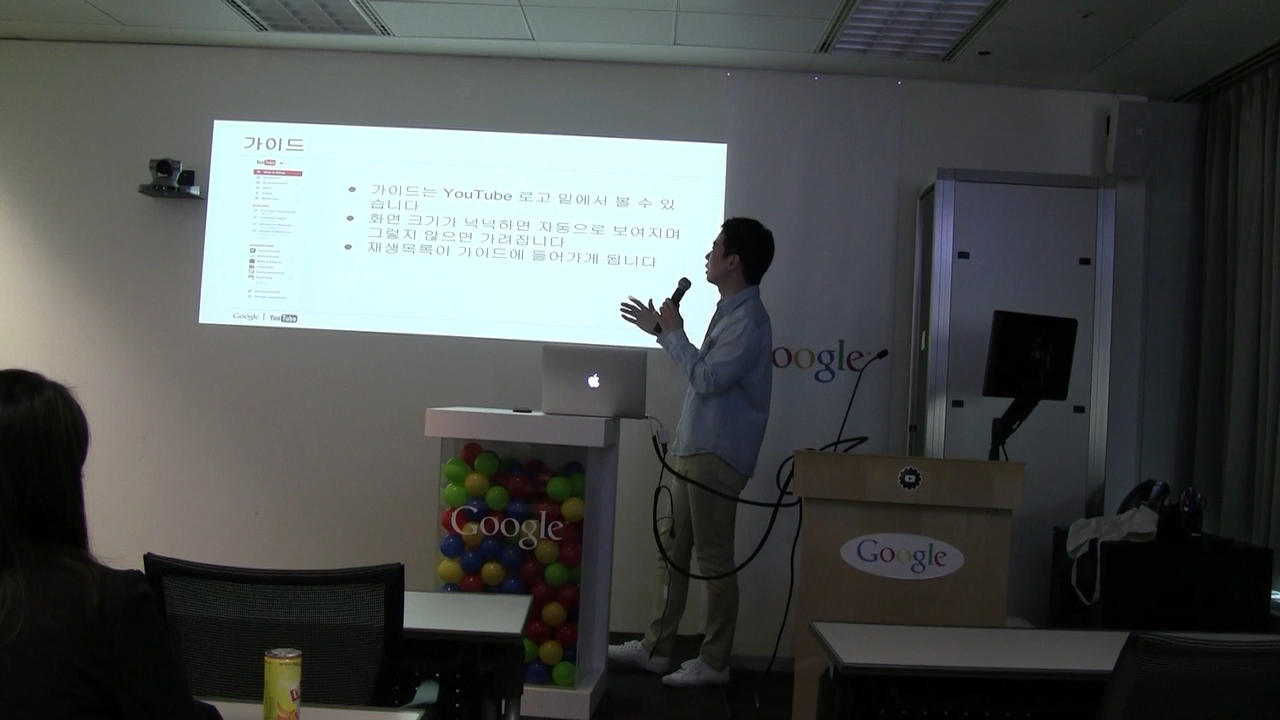 가이드
YouTube
● 가이드는 YouTube 로고 밑에서 볼 수 있
습니다
● 화면 크기가 넉넉하면 자동으로 보여지며
그렇지 않으면 가려집니다
● 재생목록이 가이드에 들어가게 됩니다
Google | YouTube
oogle
Google
Google